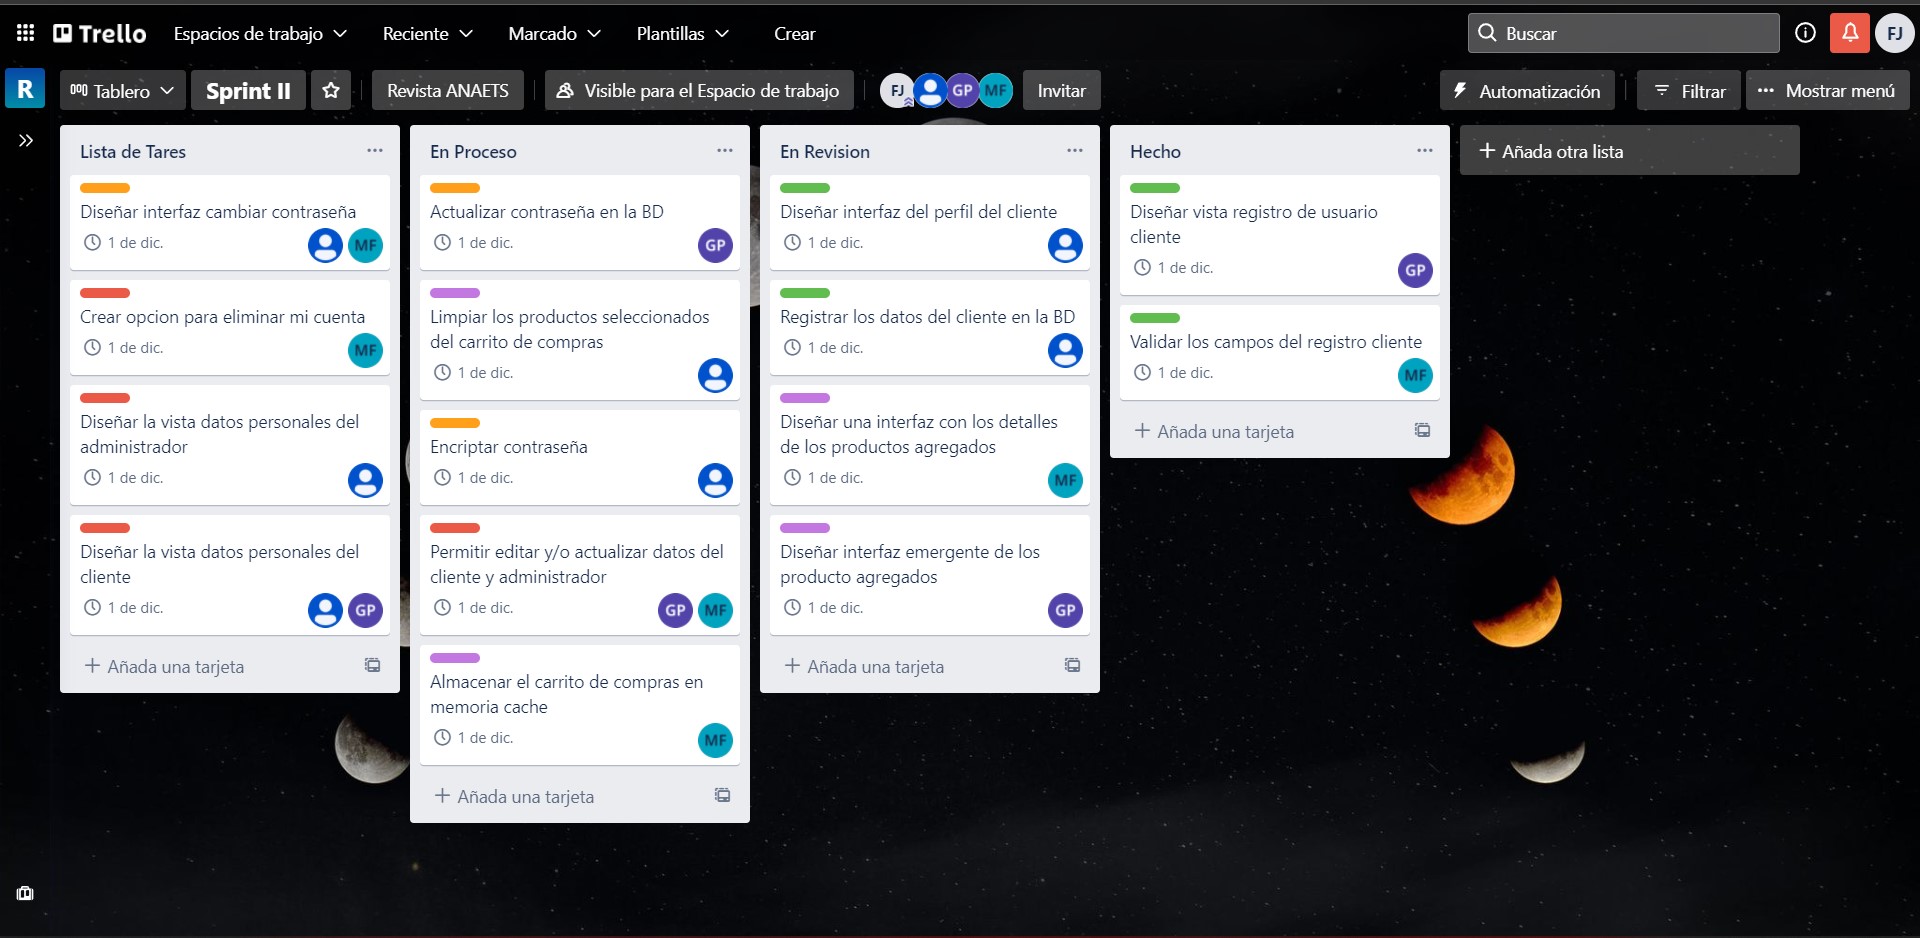 Trello
Espacios de trabajo
Reciente
Marcado
Plantillas
Crear
Buscar
FJ
R
Tablero
Sprint II
Revista ANAETS
Visible para el Espacio de trabajo
FJ
GP
MF
Invitar
Automatización
Filtrar
Mostrar menú
Lista de Tares
Diseñar interfaz cambiar contraseña
1 de dic.
MF
Crear opcion para eliminar mi cuenta
1 de dic.
MF
Diseñar la vista datos personales del
administrador
1 de dic.
Diseñar la vista datos personales del
cliente
1 de dic.
GP
Añada una tarjeta
En Proceso
Actualizar contraseña en la BD
1 de dic.
GP
Limpiar los productos seleccionados
del carrito de compras
1 de dic.
Encriptar contraseña
1 de dic.
Permitir editar y/o actualizar datos del
cliente y administrador
1 de dic.
GP
MF
Almacenar el carrito de compras en
memoria cache
1 de dic.
MF
Añada una tarjeta
En Revision
Diseñar interfaz del perfil del cliente
1 de dic.
Registrar los datos del cliente en la BD
1 de dic.
Diseñar una interfaz con los detalles
de los productos agregados
1 de dic.
MF
Diseñar interfaz emergente de los
producto agregados
1 de dic.
GP
Añada una tarjeta
Hecho
Diseñar vista registro de usuario
cliente
1 de dic.
GP
Validar los campos del registro cliente
1 de dic.
MF
Añada una tarjeta
Añada otra lista